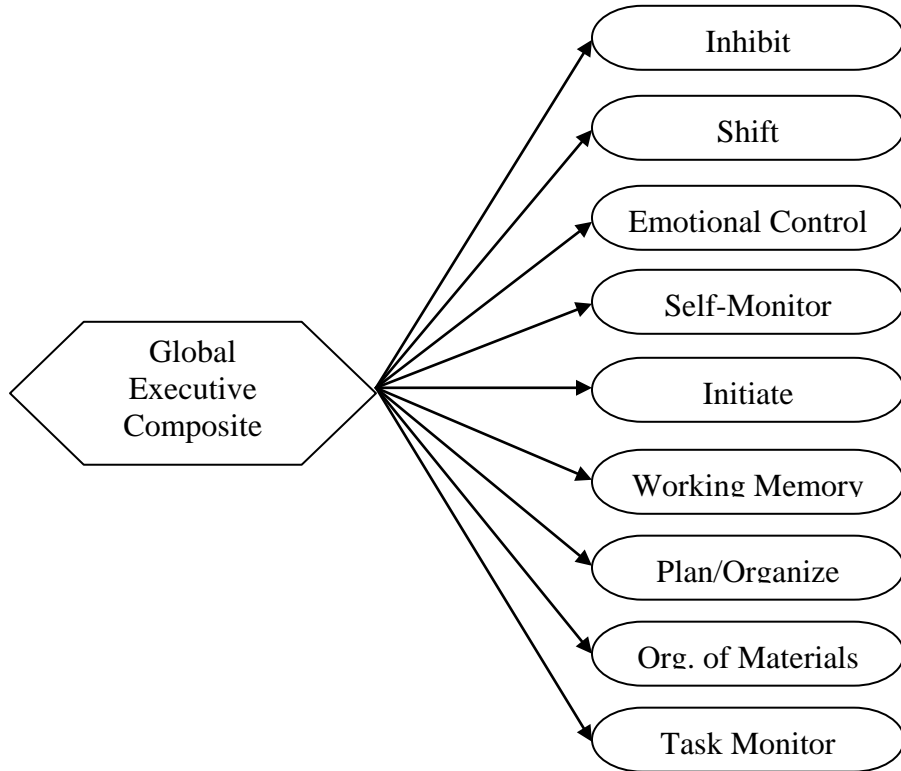 Inhibit
Shift
Emotional Control
Self-Monitor
Global
Executive
Composite
Initiate
Working Memory
Plan/Organize
Org. of Materials
Task Monitor